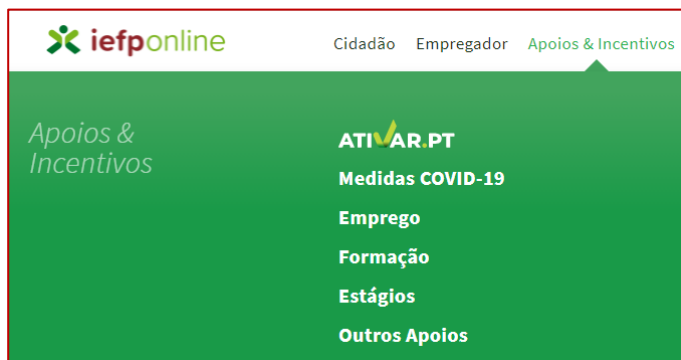 iefponline
Cidadão Empregador Apoios & Incentivos
Apoios &
Incentivos
ATIVAR.PT
Medidas COVID-19
Emprego
Formação
Estágios
Outros Apoios